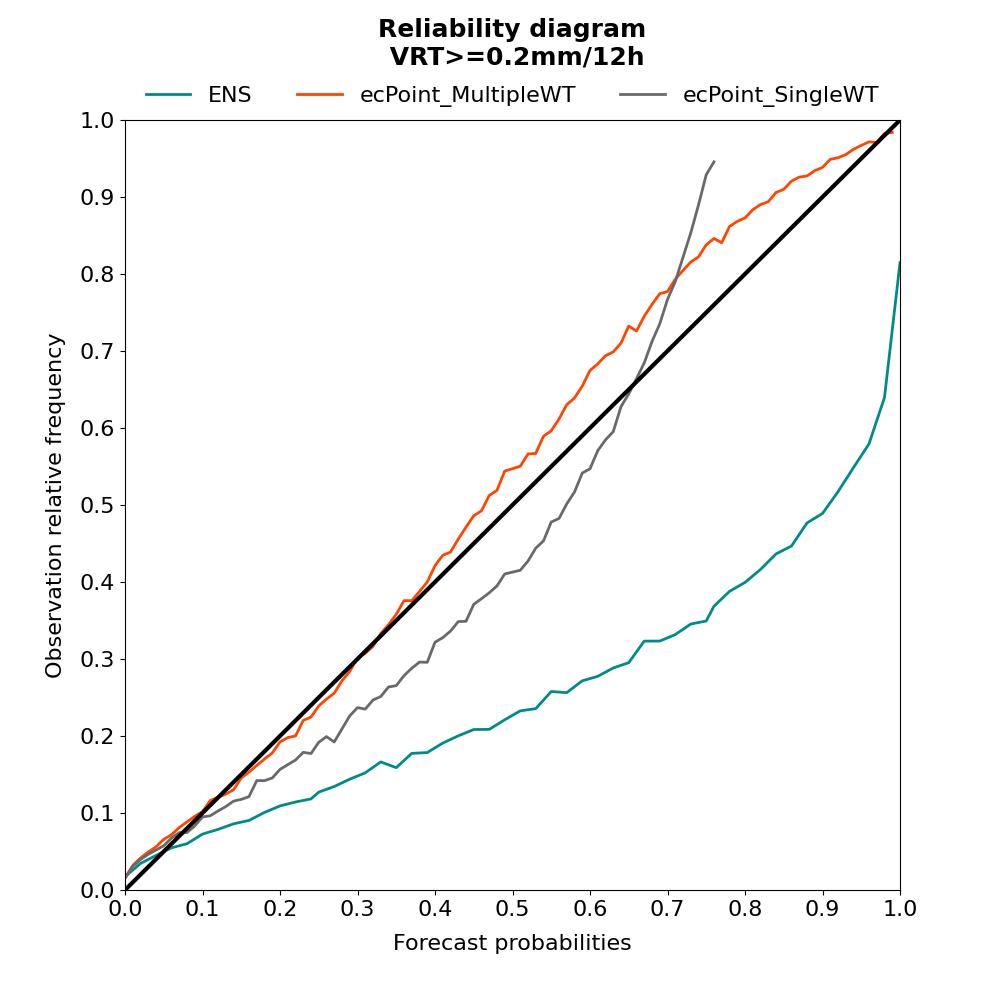 Reliability diagram
VRT>=0.2mm/12h
ENS ecPoint_MultipleWT ecPoint_SingleWT
1.0
0.9
0.8
0.7
0.6
0.5
0.4
0.3
0.2
0.1
0.0
Observation relative frequency
0.0 0.1 0.2 0.3 0.4 0.5 0.6 0.7 0.8 0.9 1.0
Forecast probabilities